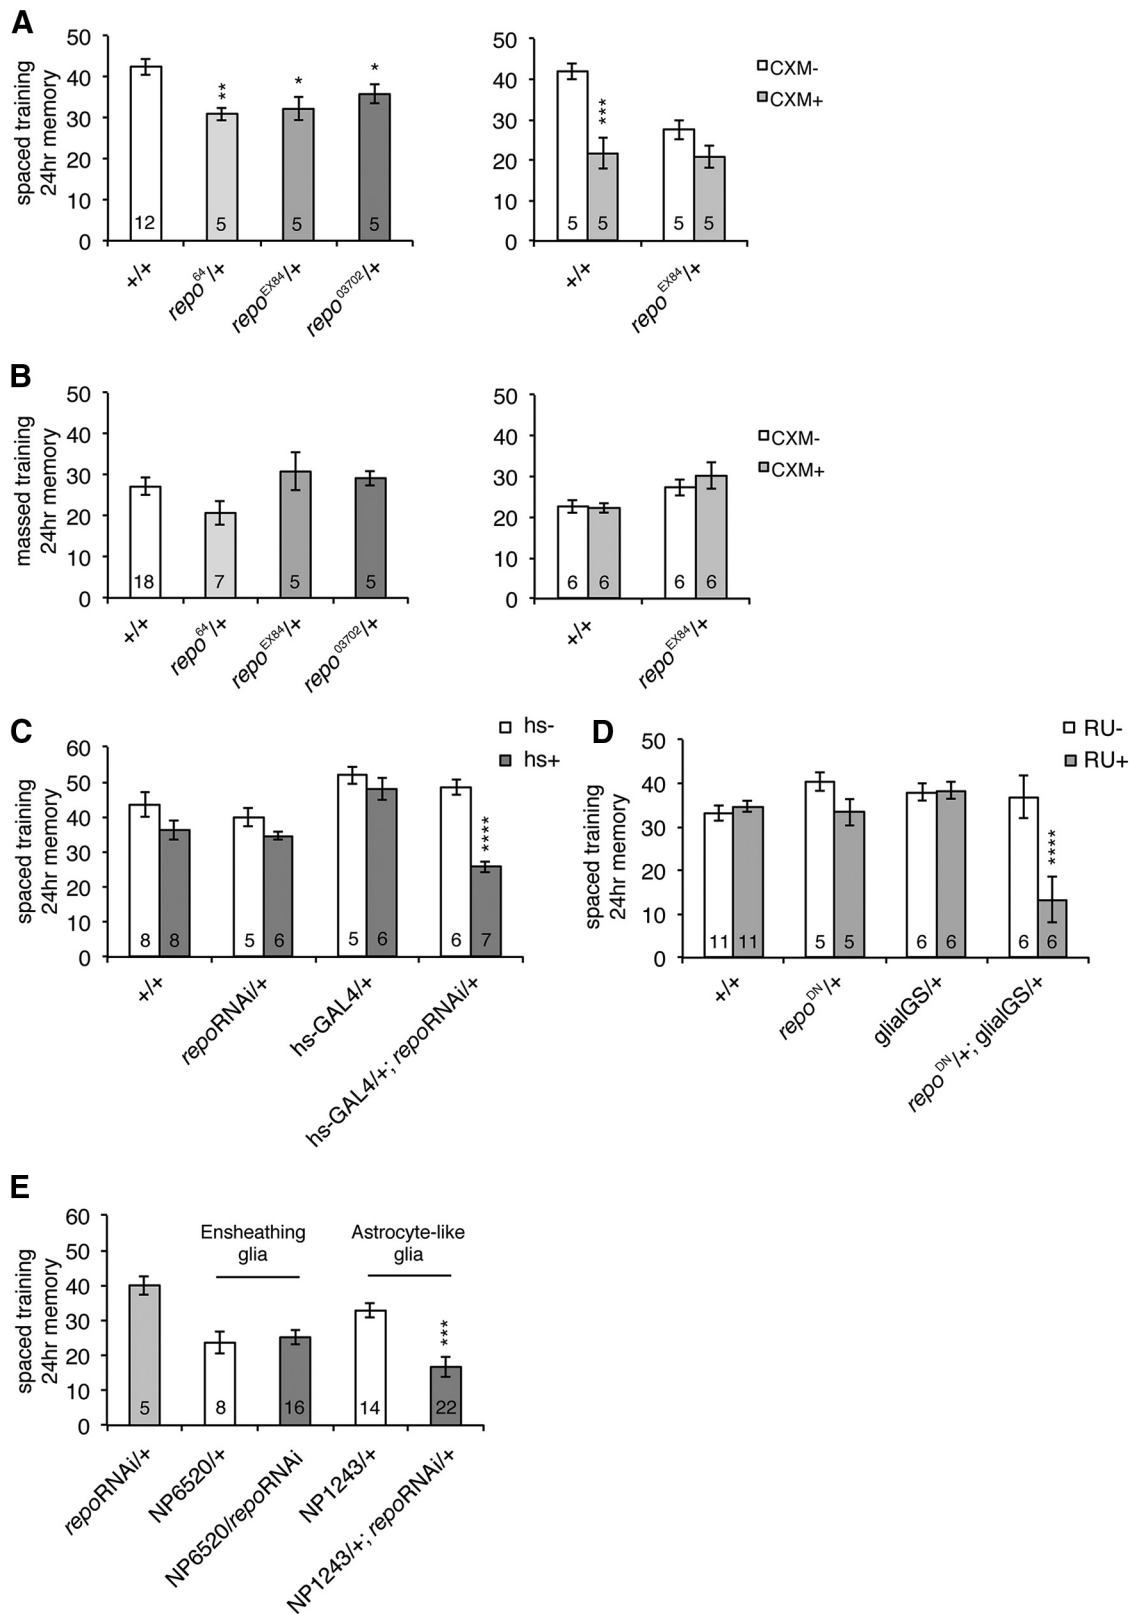 A
spaced training
24hr memory
50
40
30
20
10
0
**
*
*
12
5
5
5
+/+
repo64/+
repoEX84/+
repo03702/+
50
40
30
20
10
0
***
5
5
5
5
+/+
repoEX84/+
CXM-
CXM+
B
massed training
24hr memory
50
40
30
20
10
0
18
7
5
5
+/+
repo64/+
repoEX84/+
repo03702/+
50
40
30
20
10
0
6
6
6
6
+/+
repoEX84/+
CXM-
CXM+
C
spaced training
24hr memory
60
50
40
30
20
10
0
****
8
8
5
6
5
6
6
7
+/+
repoRNAi/+
hs-GAL4/+
hs-GAL4/+; repoRNAi/+
hs-
hs+
D
spaced training
24hr memory
50
40
30
20
10
0
****
11
11
5
5
6
6
6
6
+/+
repoDN/+
glialGS/+
repoDN/+; glialGS/+
RU-
RU+
E
spaced training
24hr memory
60
50
40
30
20
10
0
Ensheathing
glia
Astrocyte-like
glia
***
5
8
16
14
22
repoRNAi/+
NP6520/+
NP6520/repoRNAi
NP1243/+
NP1243/+; repoRNAi/+